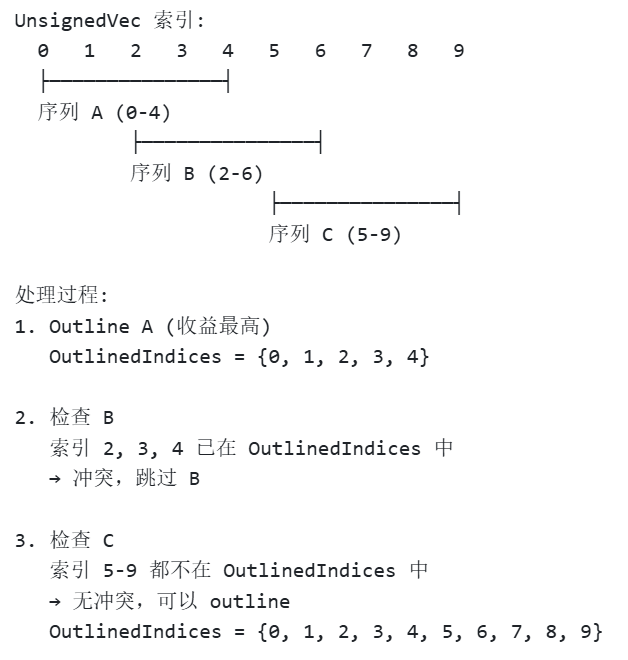 UnsignedVec 索引:
0 1 2 3 4 5 6 7 8 9
序列 A (0-4)
序列 B (2-6)
序列 C (5-9)
处理过程:
1. Outline A (收益最高)
OutlinedIndices = {0, 1, 2, 3, 4}
2. 检查 B
索引 2, 3, 4 已在 OutlinedIndices 中
→ 冲突，跳过 B
3. 检查 C
索引 5-9 都不在 OutlinedIndices 中
→ 无冲突，可以 outline
OutlinedIndices = {0, 1, 2, 3, 4, 5, 6, 7, 8, 9}